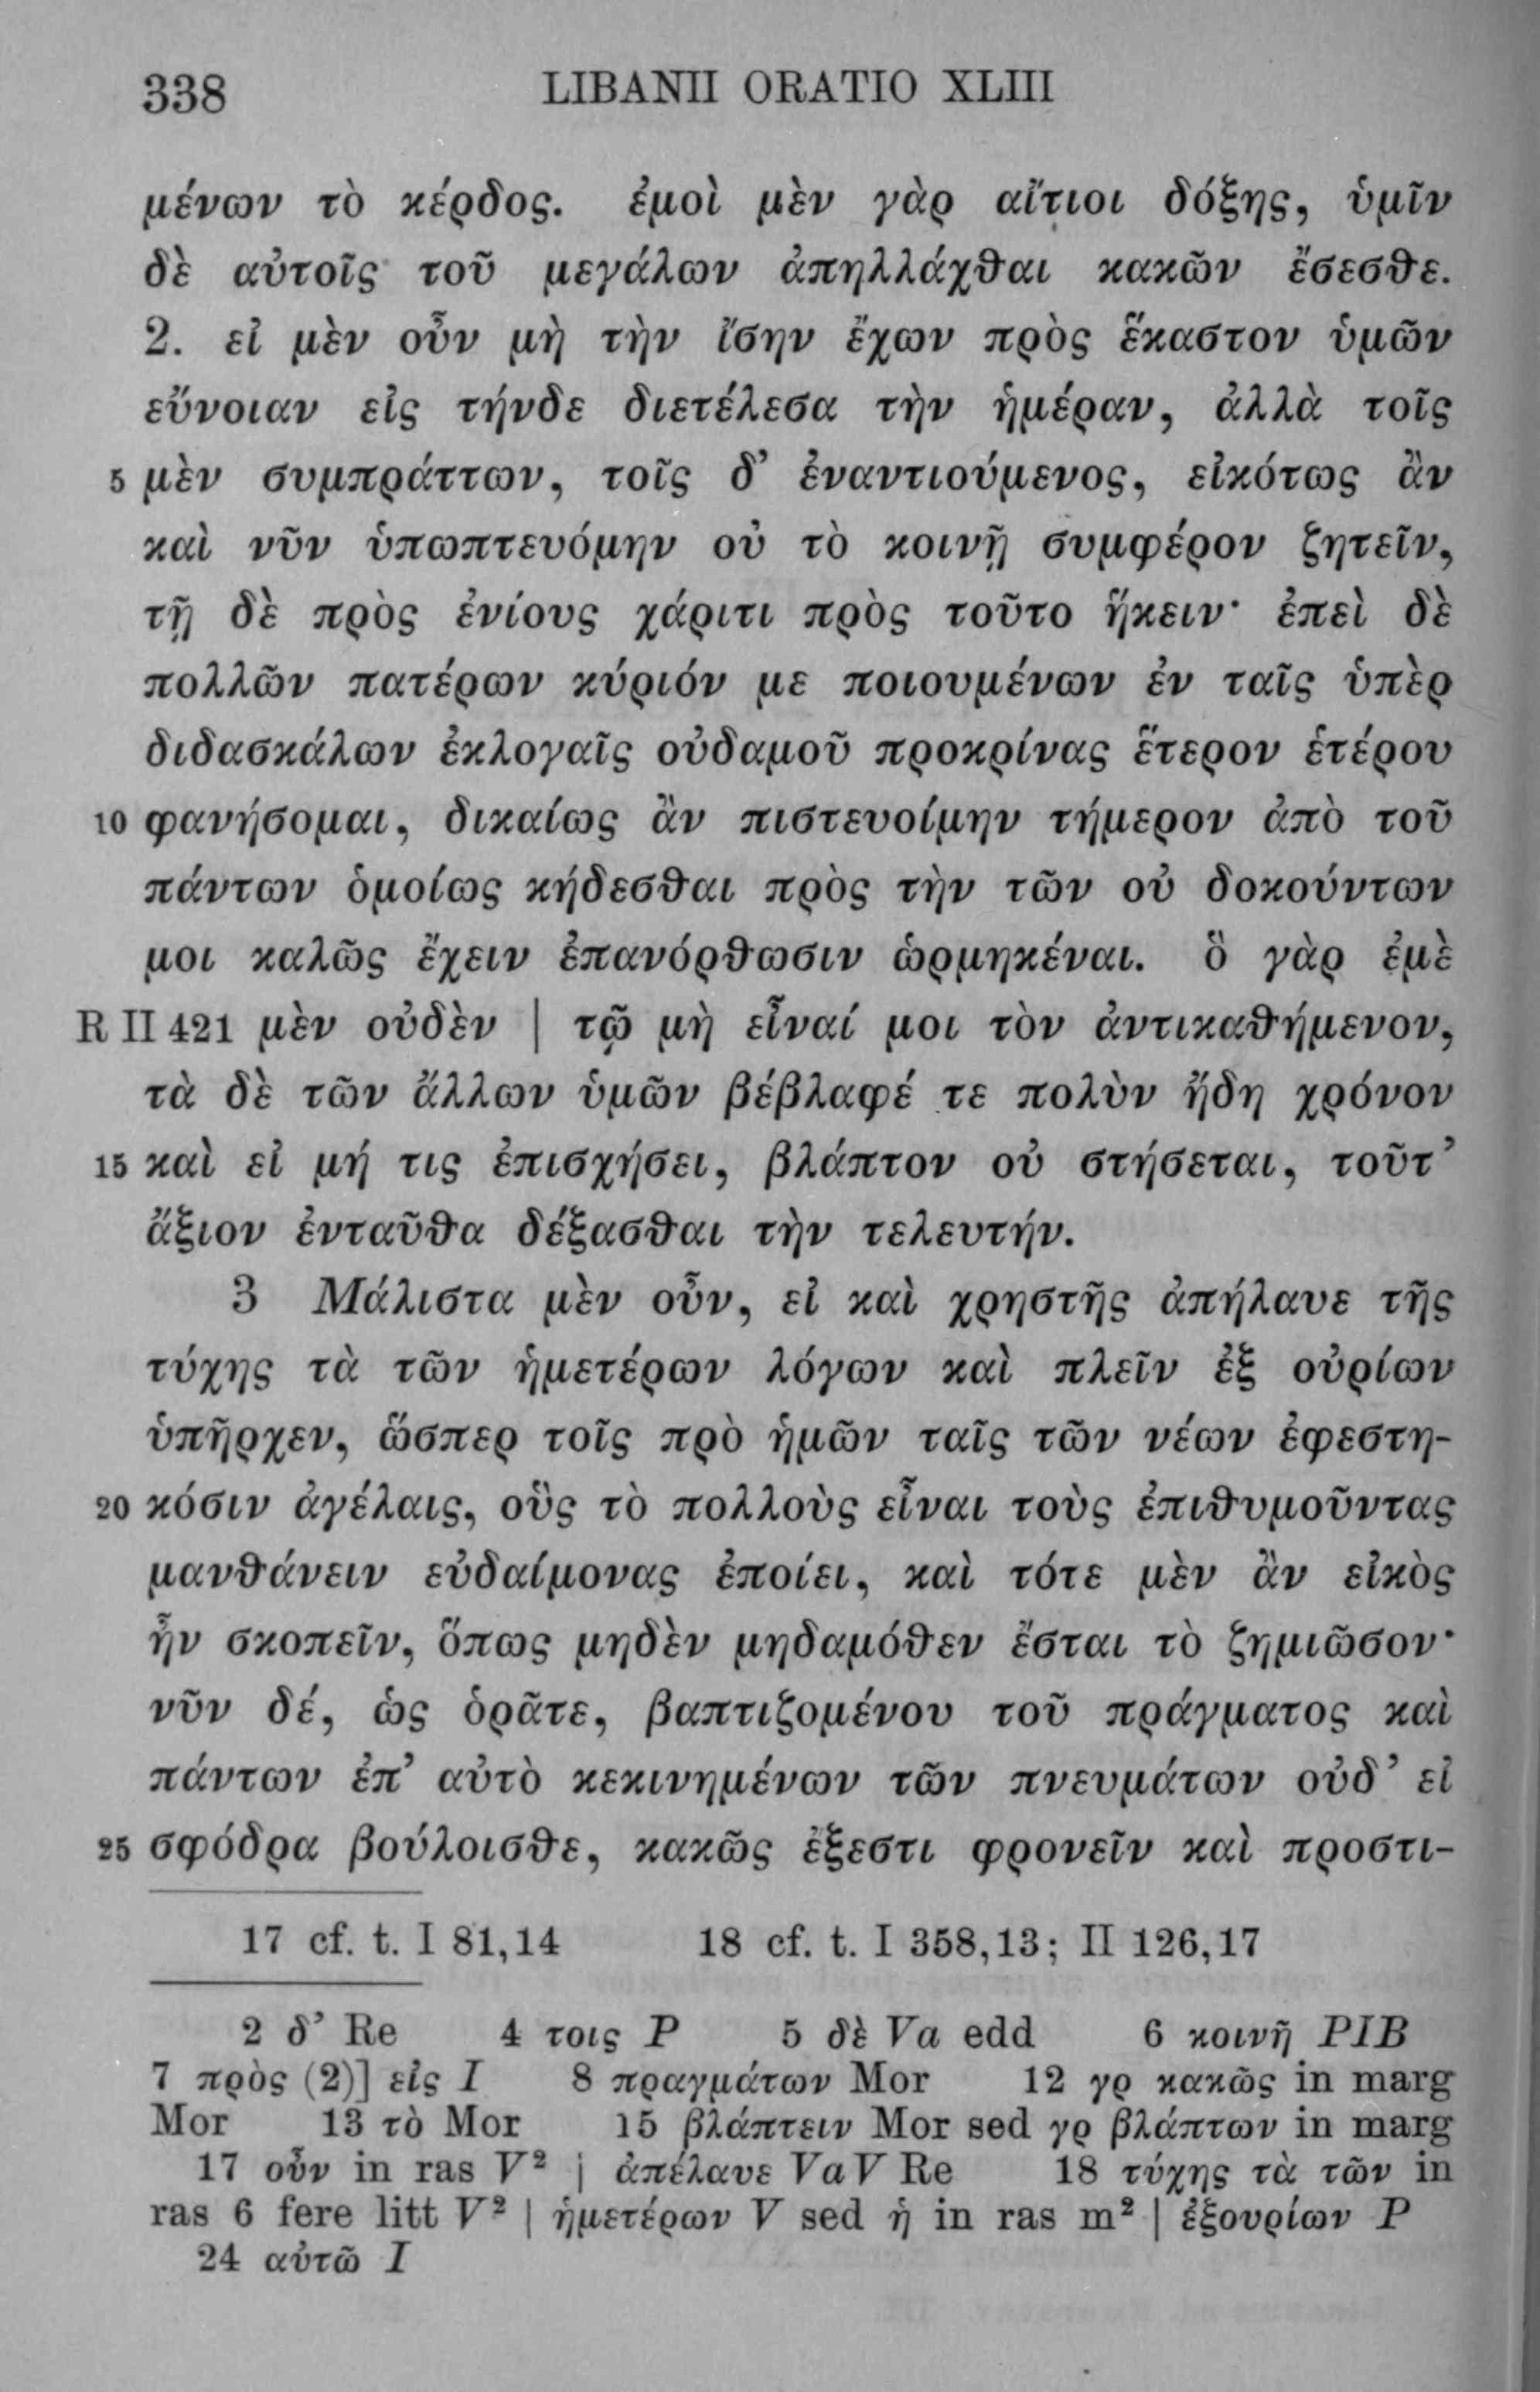 338 LIBANII ORATIO XLIII
μένων τὸ κέρδος. ἐμοὶ μὲν γὰρ αἴτιοι δόξης, ὑμῖν
δὲ αὐτοῖς τοῦ μεγάλων ἀπηλλάχθαι κακῶν ἔσεσθε.
2. εἰ μὲν οὖν μὴ τὴν ἴσην ἔχων πρὸς ἕκαστον ὑμῶν
εὔνοιαν εἰς τήνδε διετέλεσα τὴν ἡμέραν, ἀλλὰ τοῖς
5 μὲν συμπράττων, τοῖς δ’ ἐναντιούμενος, εἰκότως ἂν
καὶ νῦν ὑπωπτευόμην οὐ τὸ κοινῇ συμφέρον ζητεῖν,
τῇ δὲ πρὸς ἐνίους χάριτι πρὸς τοῦτο ἥκειν· ἐπεὶ δὲ
πολλῶν πατέρων κύριόν με ποιουμένων ἐν ταῖς ὑπὲρ
διδασκάλων ἐκλογαῖς οὐδαμοῦ προκρίνας ἕτερον ἑτέρου
10 φανήσομαι, δικαίως ἂν πιστευοίμην τήμερον ἀπὸ τοῦ
πάντων ὁμοίως κήδεσθαι πρὸς τὴν τῶν οὐ δοκούντων
μοι καλῶς ἔχειν ἐπανόρθωσιν ὡρμηκέναι. ὃ γὰρ ἐμὲ
R II 421 μὲν οὐδὲν | τῷ μὴ εἶναί μοι τὸν ἀντικαθήμενον,
τὰ δὲ τῶν ἄλλων ὑμῶν βέβλαφέ τε πολὺν ἤδη χρόνον
15 καὶ εἰ μή τις ἐπισχήσει, βλάπτον οὐ στήσεται, τοῦτ’
ἄξιον ἐνταῦθα δέξασθαι τὴν τελευτήν.
3 Μάλιστα μὲν οὖν, εἰ καὶ χρηστῆς ἀπήλαυε τῆς
τύχης τὰ τῶν ἡμετέρων λόγων καὶ πλεῖν ἐξ οὐρίων
ὑπῆρχεν, ὥσπερ τοῖς πρὸ ἡμῶν ταῖς τῶν νέων ἐφεστη-
20 κόσιν ἀγέλαις, οὓς τὸ πολλοὺς εἶναι τοὺς ἐπιθυμοῦντας
μανθάνειν εὐδαίμονας ἐποίει, καὶ τότε μὲν ἂν εἰκὸς
ἦν σκοπεῖν, ὅπως μηδὲν μηδαμόθεν ἔσται τὸ ζημιῶσον·
νῦν δέ, ὡς ὁρᾶτε, βαπτιζομένου τοῦ πράγματος καὶ
πάντων ἐπ’ αὐτὸ κεκινημένων τῶν πνευμάτων οὐδ’ εἰ
25 σφόδρα βούλοισθε, κακῶς ἔξεστι φρονεῖν καὶ προστι-
17 cf. t. I 81,14 18 cf. t. I 358,13; II 126,17
2 δ’ Re 4 τοις P 5 δὲ Va edd 6 κοινῆ PIB
7 πρὸς (2)] εἰς I 8 πραγμάτων Mor 12 γρ κακῶς in marg
Mor 13 τὸ Mor 15 βλάπτειν Mor sed γρ βλάπτων in marg
17 οὖν in ras V² | ἀπέλαυε VaV Re 18 τύχης τὰ τῶν in
ras 6 fere litt V² | ἡμετέρων V sed ἡ in ras m² | ἐξουρίων P
24 αὐτῶ I